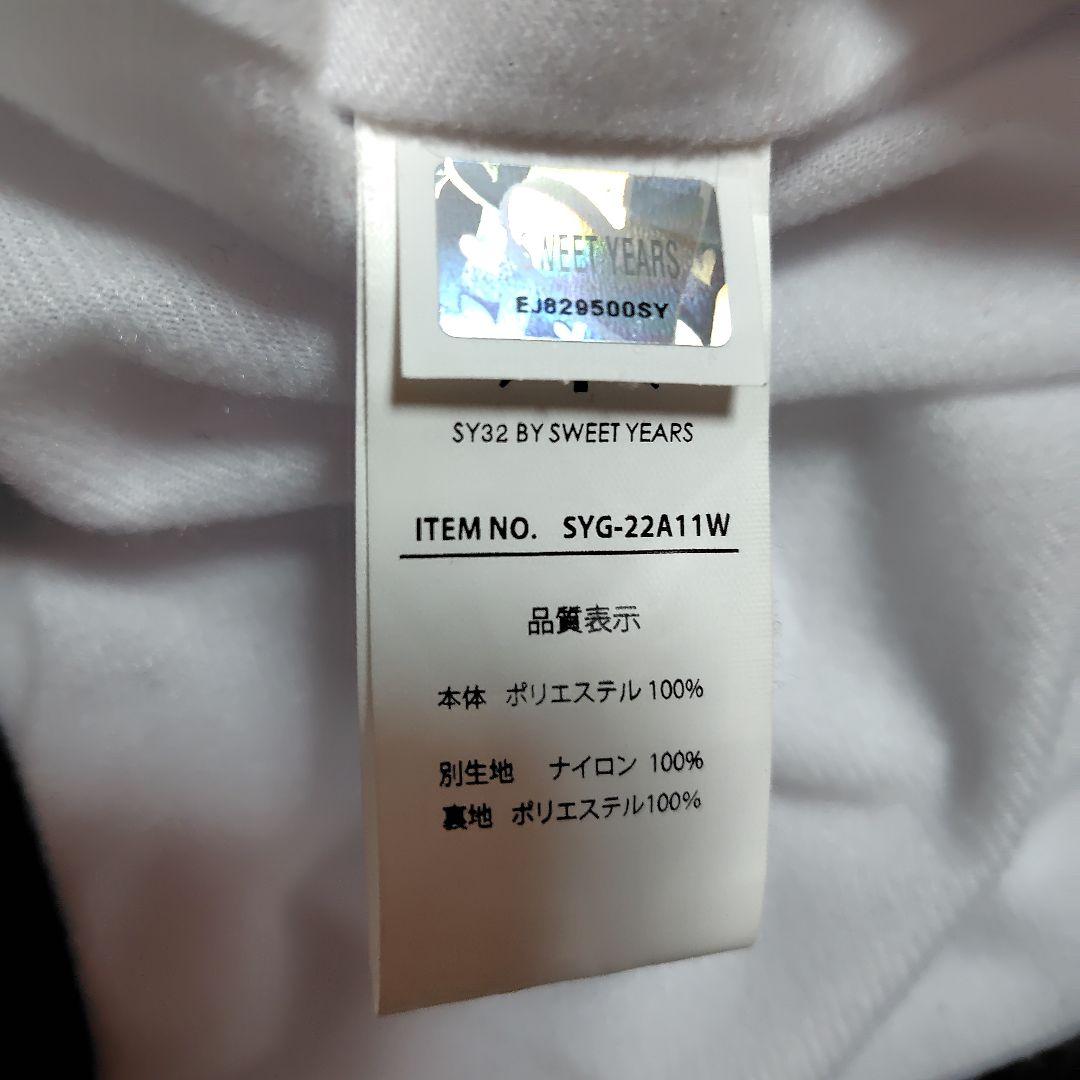 SWEET YEARS
EJ829500SY
SY32 BY SWEET YEARS
ITEM NO. SYG-22A11W
品質表示
本体 ポリエステル 100%
別生地 ナイロン 100%
裏地 ポリエステル100%